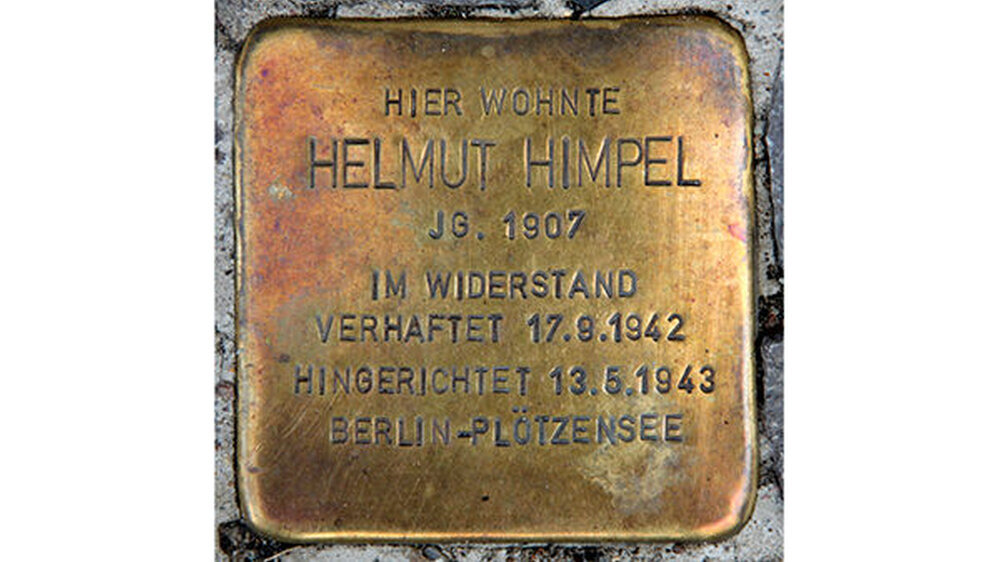 HIER WOHNTE
HELMUT HIMPEL
JG. 1907
IM WIDERSTAND
VERHAFTET 17.9.1942
HINGERICHTET 13.5.1943
BERLIN-PLÖTZENSEE